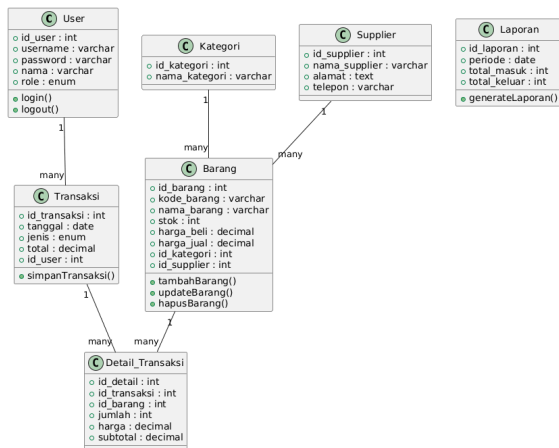 C User
+id_user : int
+username : varchar
+password : varchar
+nama : varchar
+role : enum
+login()
+logout()
C Kategori
+id_kategori : int
+nama_kategori : varchar
C Supplier
+id_supplier : int
+nama_supplier : varchar
+alamat : text
+telepon : varchar
C Laporan
+id_laporan : int
+periode : date
+total_masuk : int
+total_keluar : int
+generateLaporan()
1
many
1
many
1
many
C Transaksi
+id_transaksi : int
+tanggal : date
+jenis : enum
+total : decimal
+id_user : int
+simpanTransaksi()
C Barang
+id_barang : int
+kode_barang : varchar
+nama_barang : varchar
+stok : int
+harga_beli : decimal
+harga_jual : decimal
+id_kategori : int
+id_supplier : int
+tambahBarang()
+updateBarang()
+hapusBarang()
1
many
1
many
C Detail_Transaksi
+id_detail : int
+id_transaksi : int
+id_barang : int
+jumlah : int
+harga : decimal
+subtotal : decimal